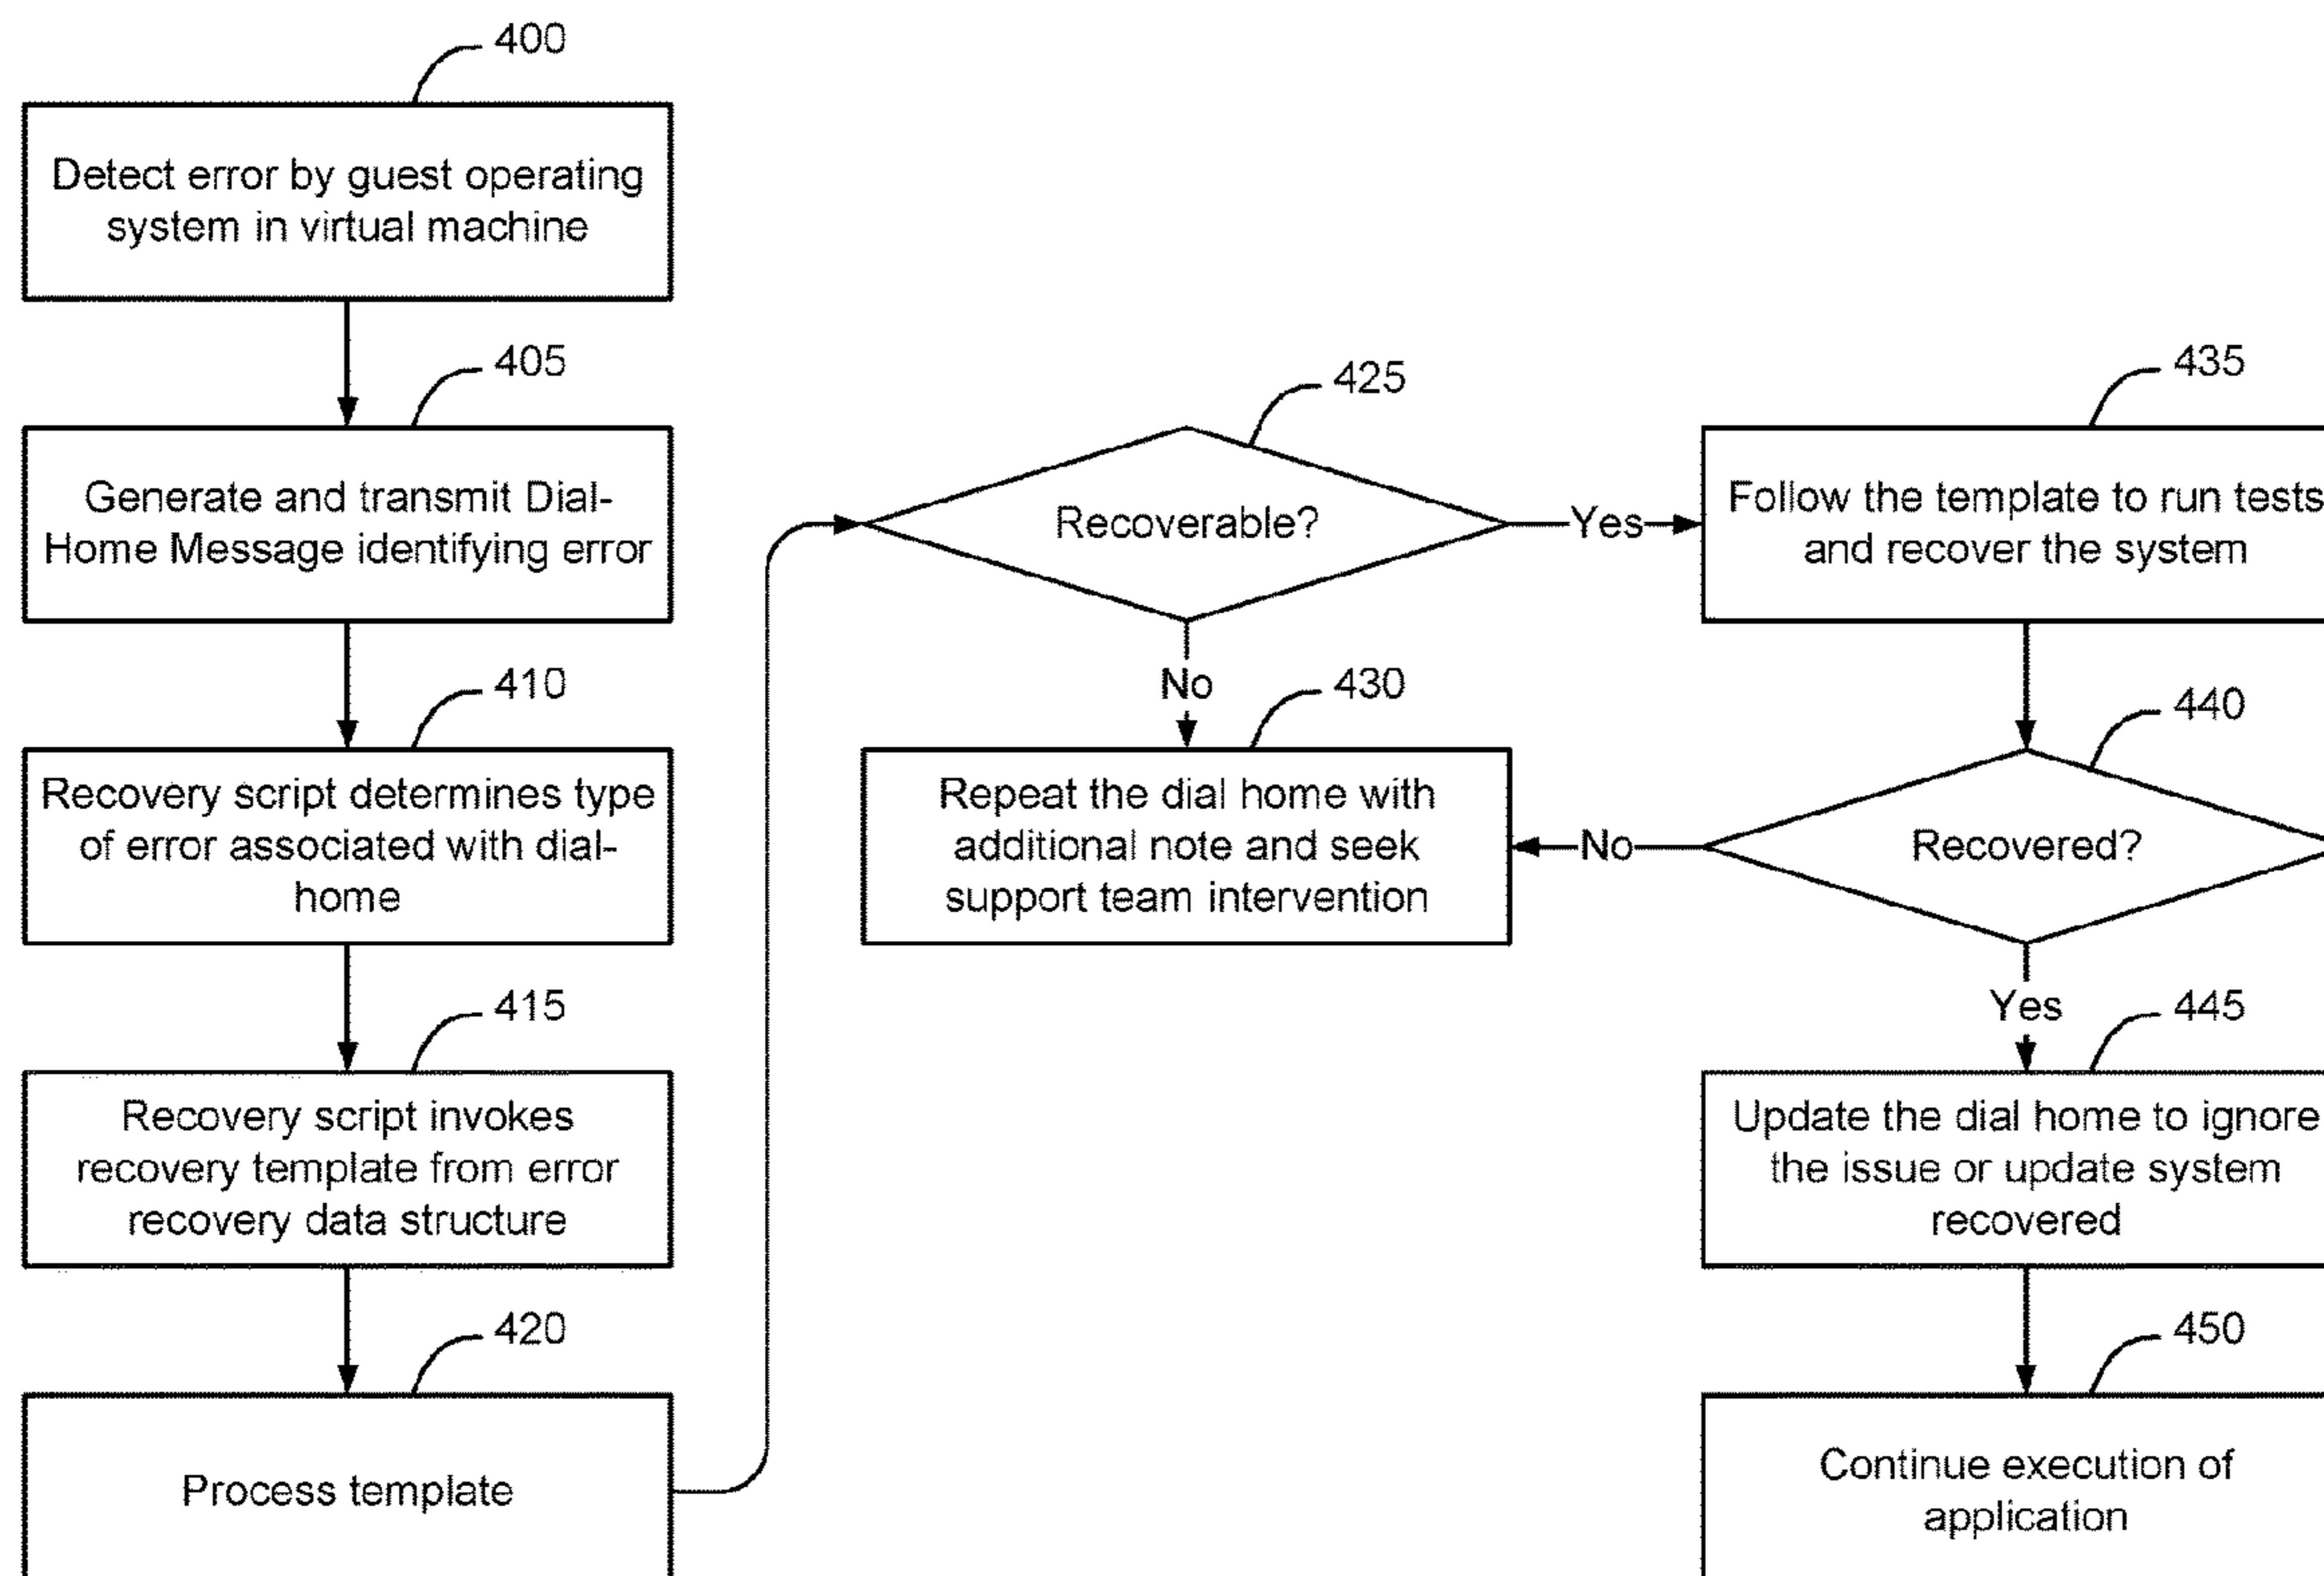 400
Detect error by guest operating
system in virtual machine
405
Generate and transmit Dial-
Home Message identifying error
410
Recovery script determines type
of error associated with dial-
home
415
Recovery script invokes
recovery template from error
recovery data structure
420
Process template
425
Recoverable?
Yes
No
430
Repeat the dial home with
additional note and seek
support team intervention
435
Follow the template to run tests
and recover the system
440
Recovered?
No
Yes
445
Update the dial home to ignore
the issue or update system
recovered
450
Continue execution of
application